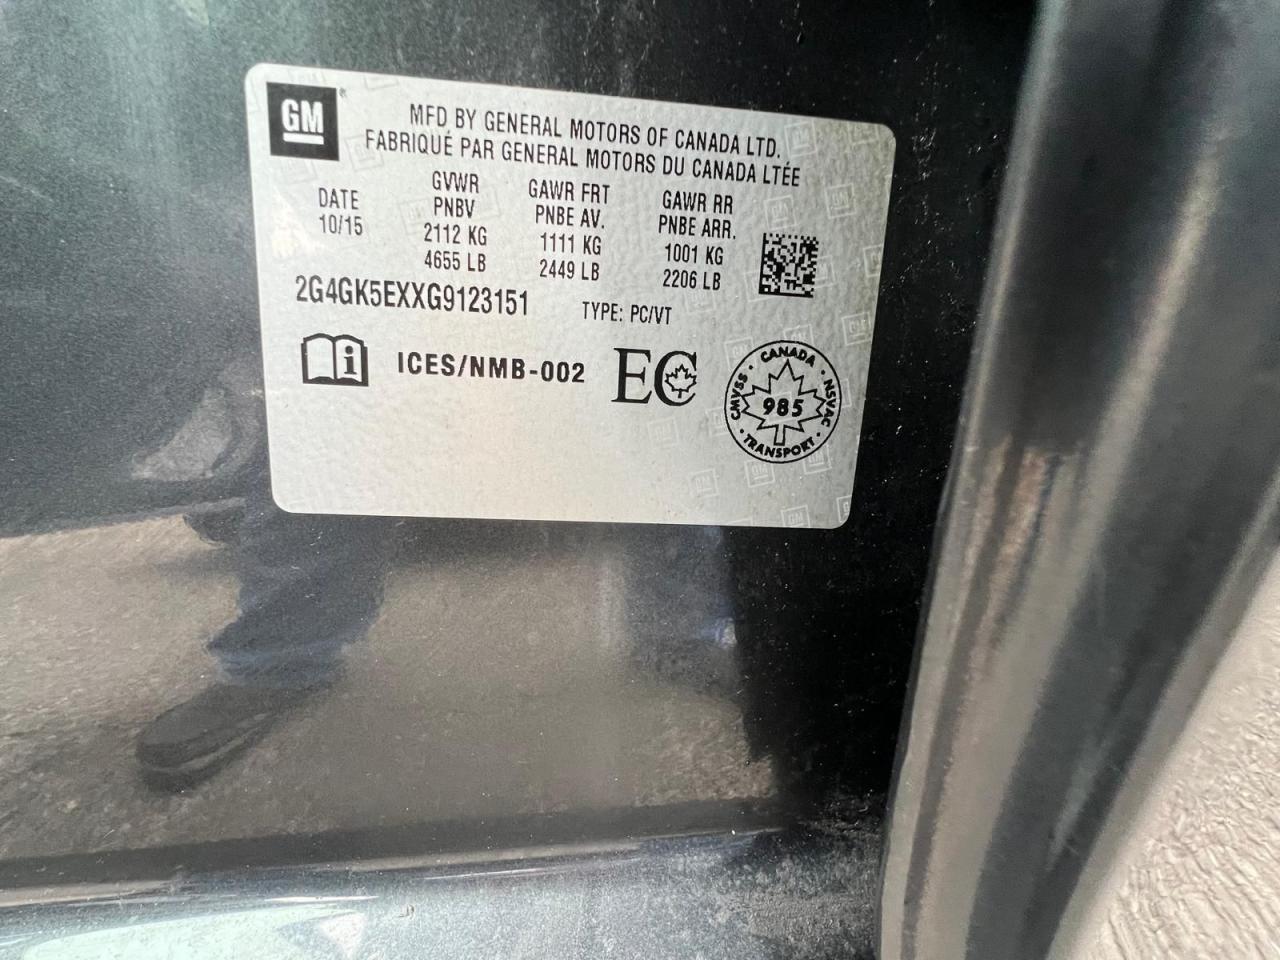 GM
MFD BY GENERAL MOTORS OF CANADA LTD.
FABRIQUÉ PAR GENERAL MOTORS DU CANADA LTÉE
DATE
10/15
GVWR
PNBV
2112 KG
4655 LB
GAWR FRT
PNBE AV.
1111 KG
2449 LB
GAWR RR
PNBE ARR.
1001 KG
2206 LB
2G4GK5EXXG9123151
TYPE: PC/VT
ICES/NMB-002
EC
CANADA
CMVSS
985
NSVAC
TRANSPORT